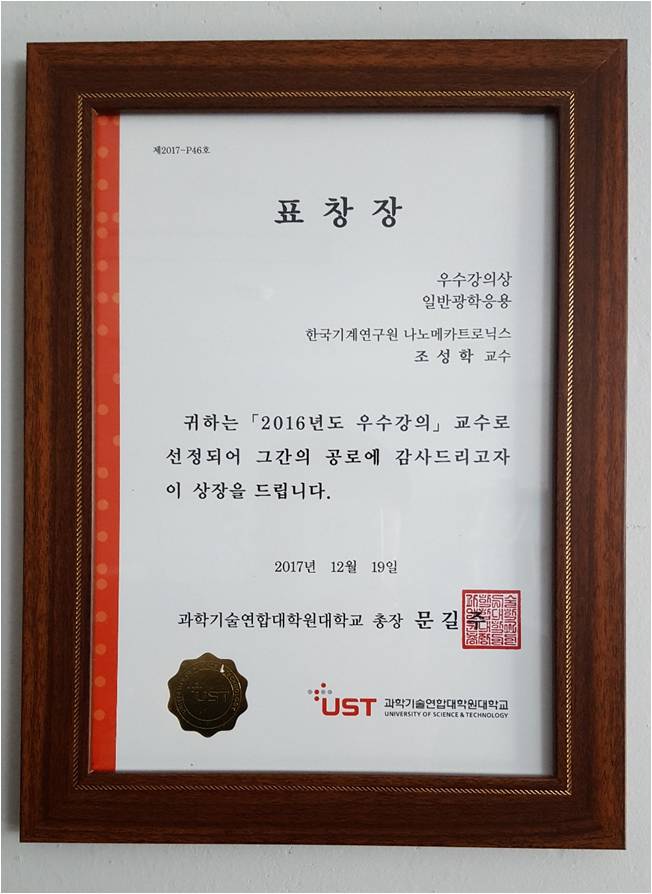 제2017-P46호
표 창 장
우수강의상
일반광학응용
한국기계연구원 나노메카트로닉스
조 성 학 교수
귀하는 「2016년도 우수강의」 교수로
선정되어 그간의 공로에 감사드리고자
이 상장을 드립니다.
2017년 12월 19일
과학기술연합대학원대학교 총장 문 길 주
UST
UST 과학기술연합대학원대학교
UNIVERSITY OF SCIENCE & TECHNOLOGY